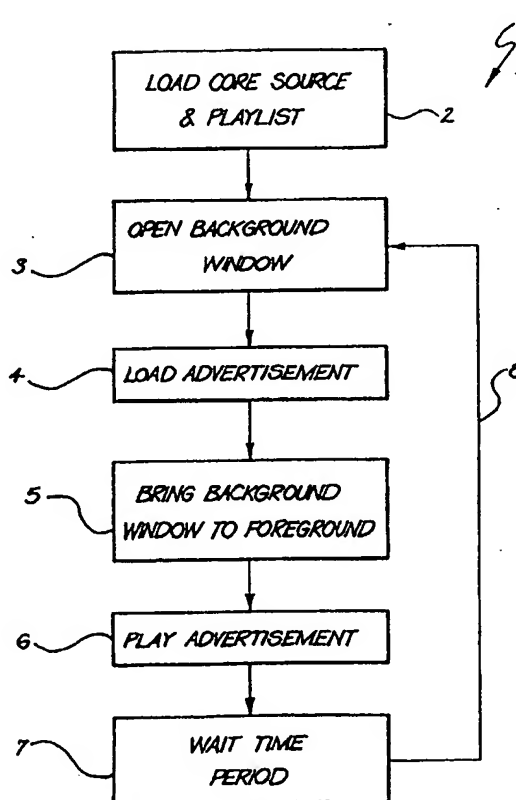 LOAD CORE SOURCE
& PLAYLIST
2
OPEN BACKGROUND
WINDOW
3
4
LOAD ADVERTISEMENT
8
5
BRING BACKGROUND
WINDOW TO FOREGROUND
6
PLAY ADVERTISEMENT
7
WAIT TIME
PERIOD